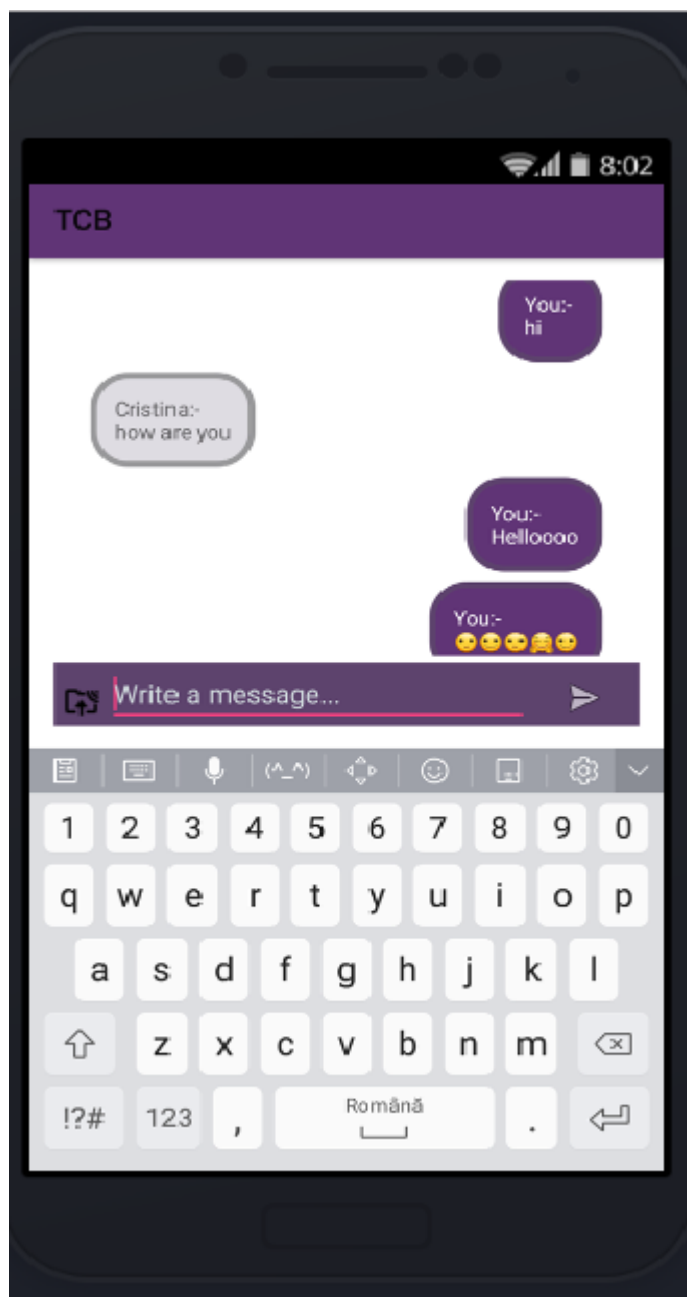 8:02
TCB
You:-
hi
Cristina:-
how are you
You:-
Helloooo
You:-
Write a message...
(^_^)
1 2 3 4 5 6 7 8 9 0
q w e r t y u i o p
a s d f g h j k l
z x c v b n m
!?# 123 , Română .